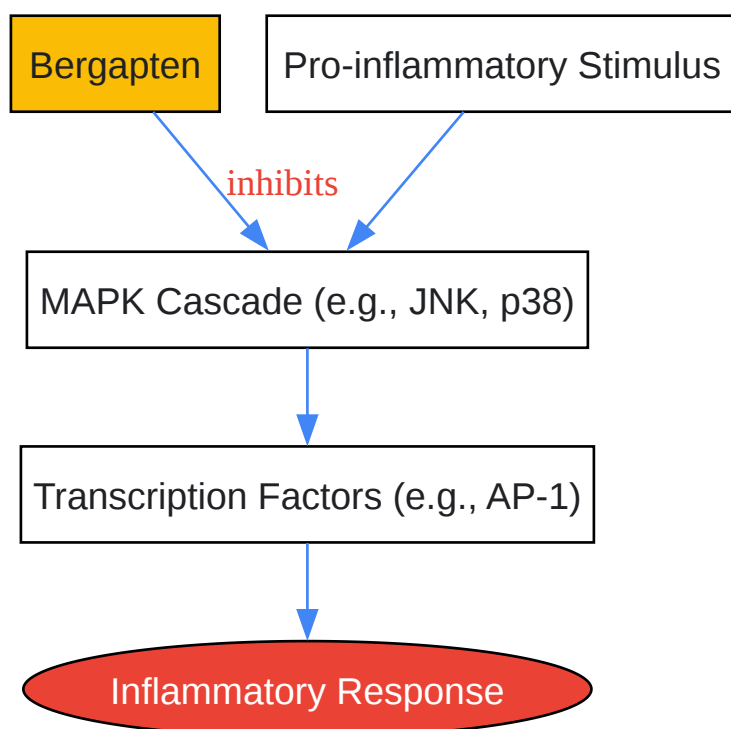 Bergapten
Pro-inflammatory Stimulus
inhibits
MAPK Cascade (e.g., JNK, p38)
Transcription Factors (e.g., AP-1)
Inflammatory Response